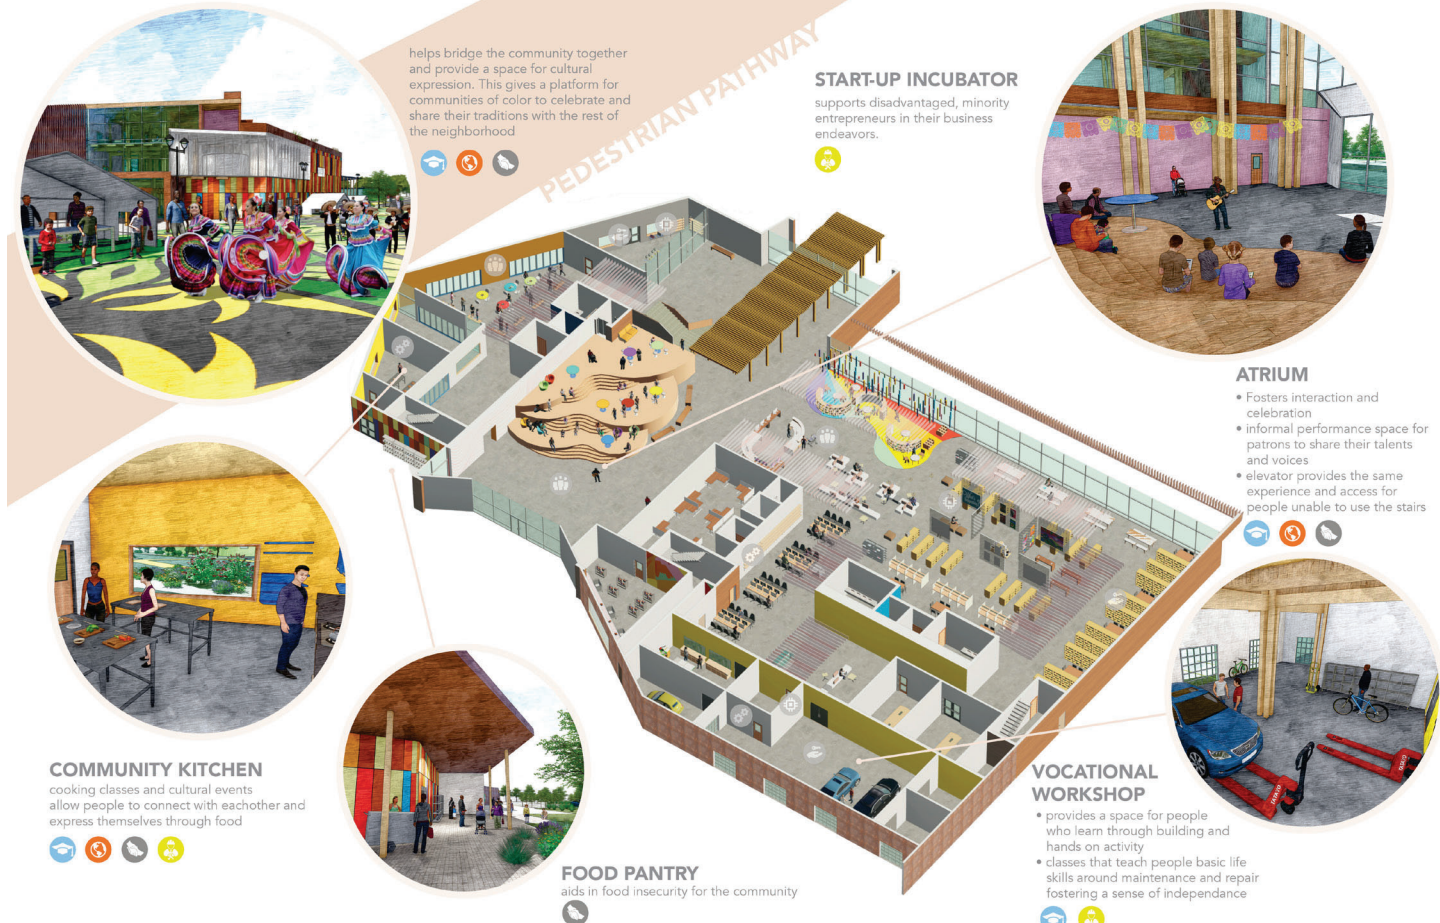 helps bridge the community together
and provide a space for cultural
expression. This gives a platform for
communities of color to celebrate and
share their traditions with the rest of
the neighborhood
PEDESTRIAN PATHWAY
START-UP INCUBATOR
supports disadvantaged, minority
entrepreneurs in their business
endeavors.
ATRIUM
• Fosters interaction and
celebration
• informal performance space for
patrons to share their talents
and voices
• elevator provides the same
experience and access for
people unable to use the stairs
COMMUNITY KITCHEN
cooking classes and cultural events
allow people to connect with eachother and
express themselves through food
FOOD PANTRY
aids in food insecurity for the community
VOCATIONAL
WORKSHOP
• provides a space for people
who learn through building and
hands on activity
• classes that teach people basic life
skills around maintenance and repair
fostering a sense of independance